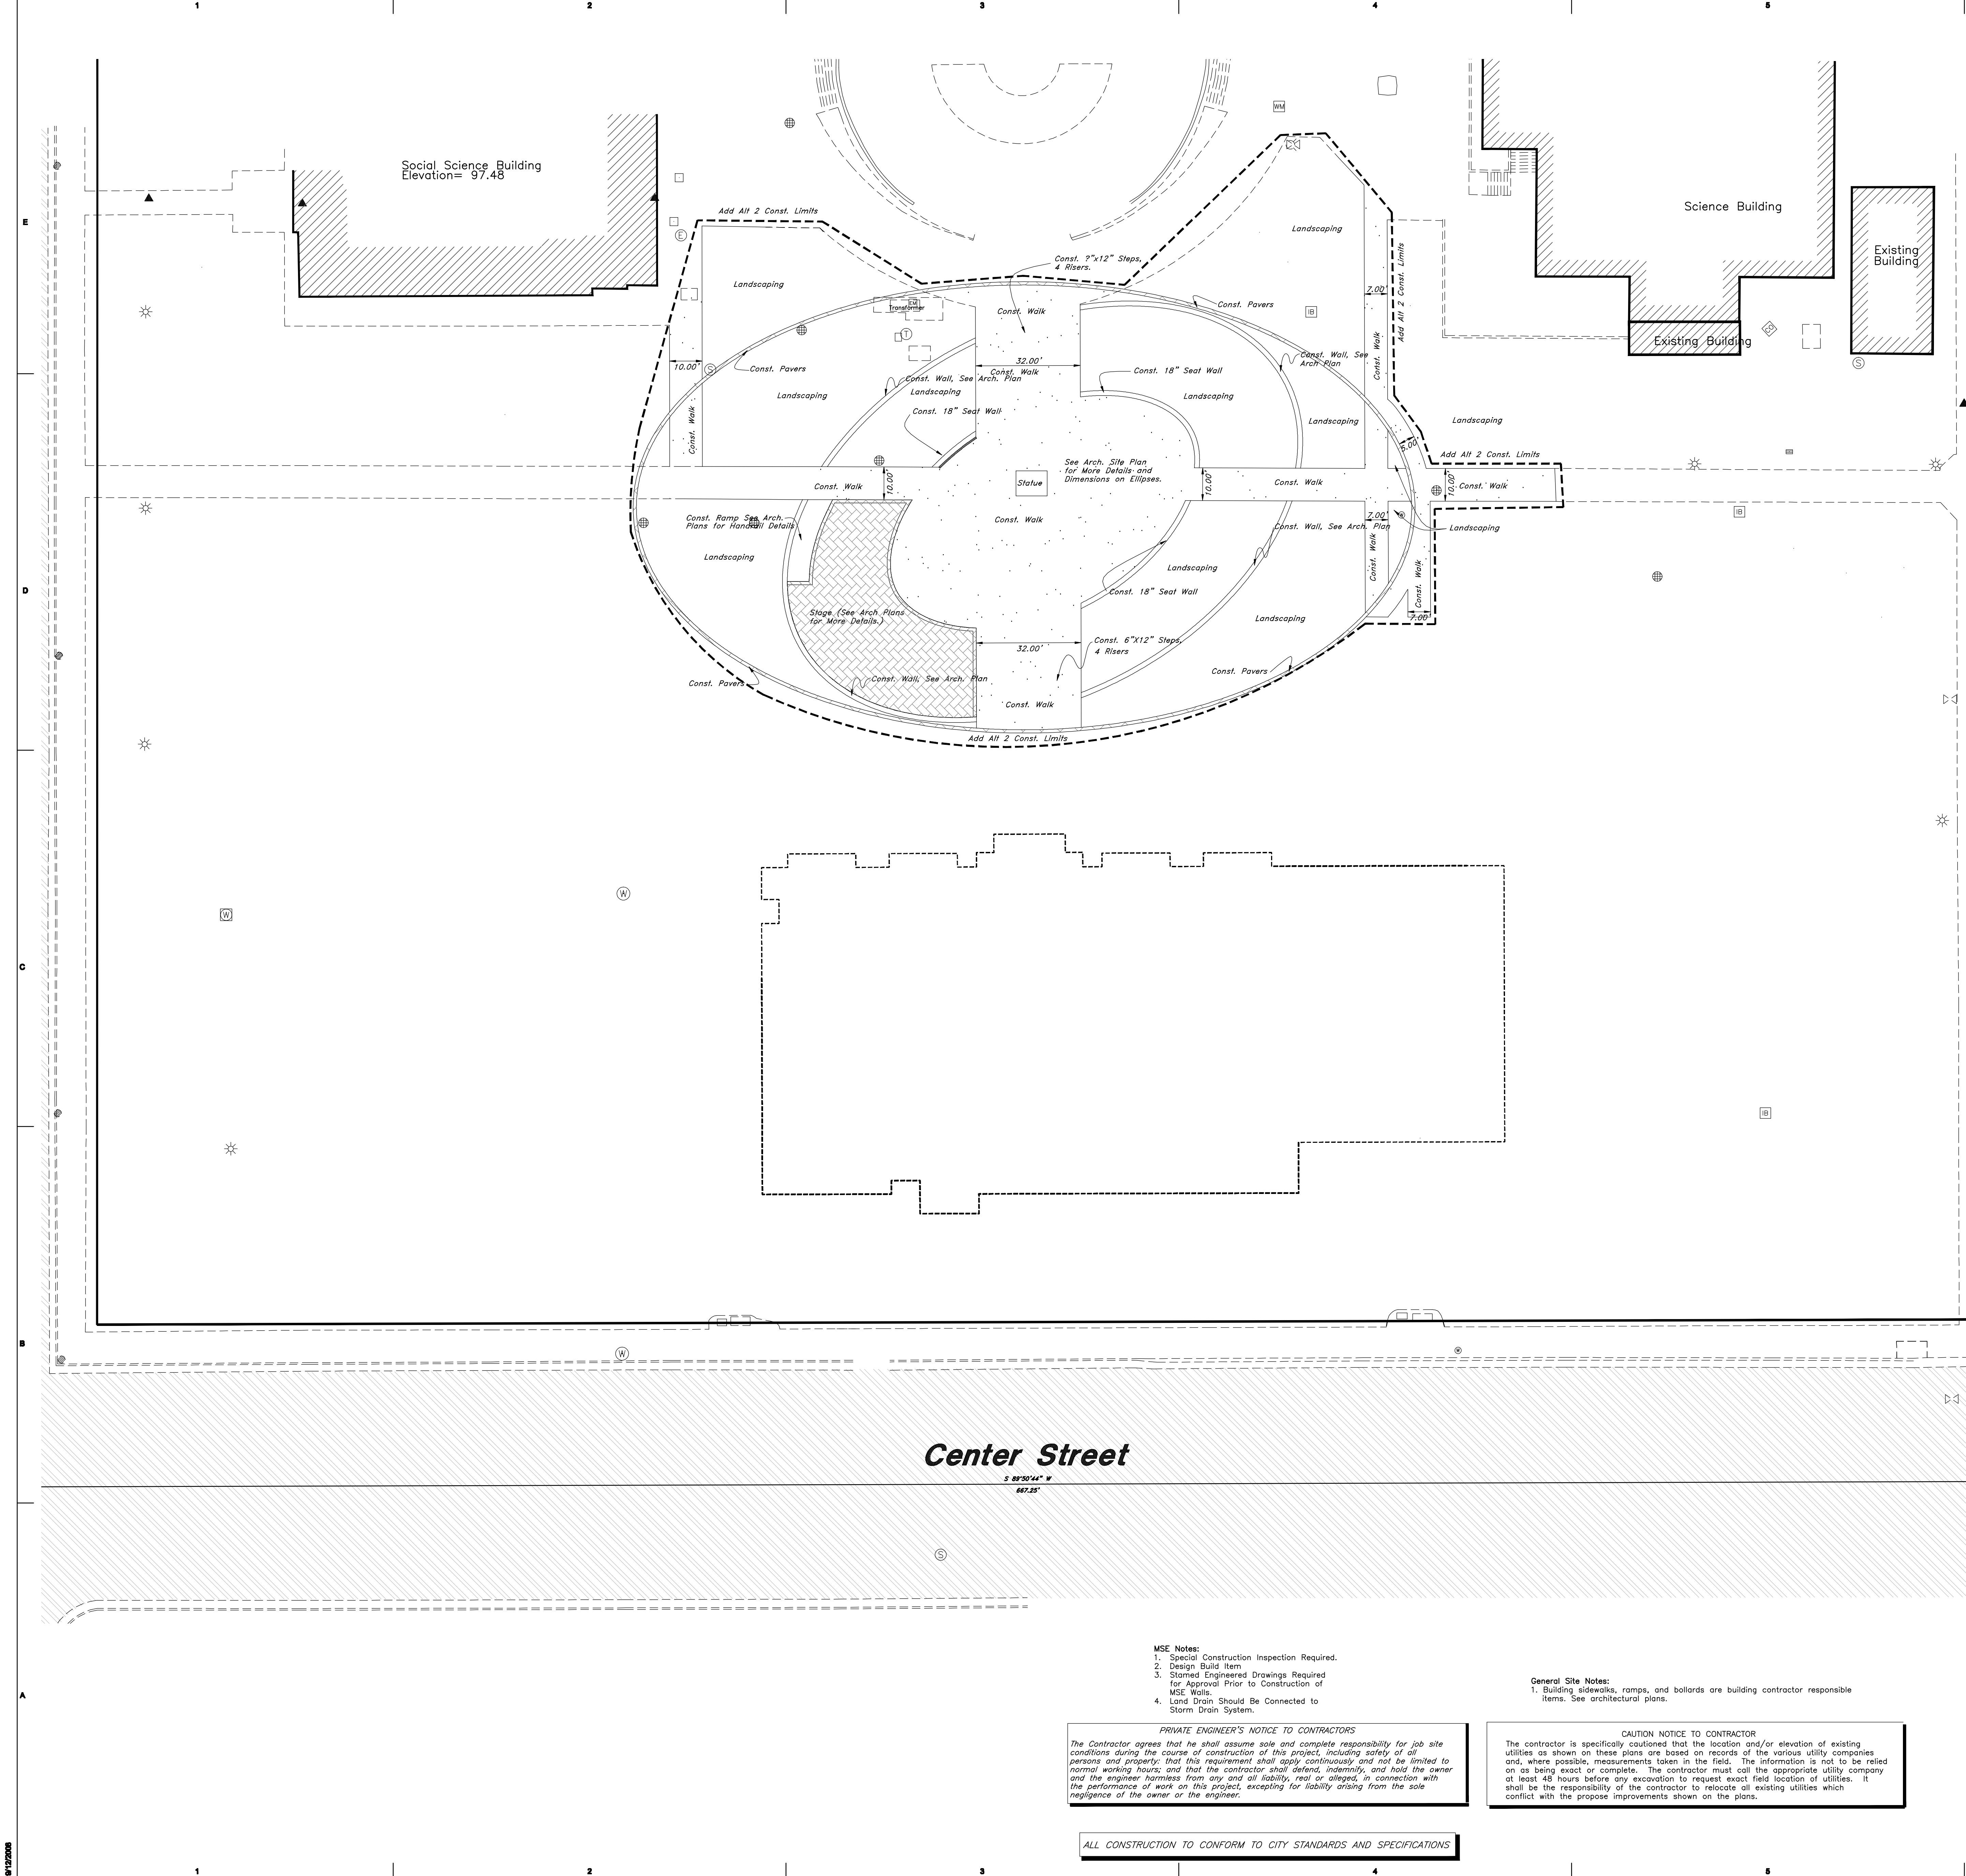 1
2
3
4
5
E
D
C
B
A
Social Science Building
Elevation= 97.48
Science Building
Existing
Building
Existing Building
WM
E
S
T
EM
Transformer
IB
CO
S
Add Alt 2 Const. Limits
Landscaping
Landscaping
Const. ?"x12" Steps,
4 Risers.
Const. Walk
Const. Pavers
7.00'
Add Alt 2 Const. Limits
Const. Walk
10.00'
Const. Walk
Const. Pavers
32.00'
Const. Walk
Const. Wall, See Arch. Plan
Landscaping
Const. 18" Seat Wall
Const. 18" Seat Wall
Const. Wall, See
Arch Plan
Landscaping
Landscaping
Landscaping
Landscaping
5.00'
Add Alt 2 Const. Limits
See Arch. Site Plan
for More Details and
Dimensions on Ellipses.
Statue
Const. Walk
10.00'
10.00'
Const. Walk
10.00'
Const. Walk
Const. Ramp See Arch.
Plans for Handrail Details
Const. Walk
Const. Wall, See Arch. Plan
7.00'
Landscaping
IB
Landscaping
Landscaping
Const. Walk
Const. Walk
7.00'
Const. 18" Seat Wall
Stage (See Arch Plans
for More Details.)
Landscaping
32.00'
Const. 6"X12" Steps,
4 Risers
Const. Pavers
Const. Wall, See Arch. Plan
Const. Pavers
Const. Walk
Add Alt 2 Const. Limits
W
W
IB
W
Center Street
S 89°50'44" W
667.25'
S
MSE Notes:
1. Special Construction Inspection Required.
2. Design Build Item
3. Stamed Engineered Drawings Required
for Approval Prior to Construction of
MSE Walls.
4. Land Drain Should Be Connected to
Storm Drain System.
General Site Notes:
1. Building sidewalks, ramps, and bollards are building contractor responsible
items. See architectural plans.
PRIVATE ENGINEER'S NOTICE TO CONTRACTORS
The Contractor agrees that he shall assume sole and complete responsibility for job site
conditions during the course of construction of this project, including safety of all
persons and property: that this requirement shall apply continuously and not be limited to
normal working hours; and that the contractor shall defend, indemnify, and hold the owner
and the engineer harmless from any and all liability, real or alleged, in connection with
the performance of work on this project, excepting for liability arising from the sole
negligence of the owner or the engineer.
CAUTION NOTICE TO CONTRACTOR
The contractor is specifically cautioned that the location and/or elevation of existing
utilities as shown on these plans are based on records of the various utility companies
and, where possible, measurements taken in the field. The information is not to be relied
on as being exact or complete. The contractor must call the appropriate utility company
at least 48 hours before any excavation to request exact field location of utilities. It
shall be the responsibility of the contractor to relocate all existing utilities which
conflict with the propose improvements shown on the plans.
ALL CONSTRUCTION TO CONFORM TO CITY STANDARDS AND SPECIFICATIONS
9/12/2006
1
2
3
4
5